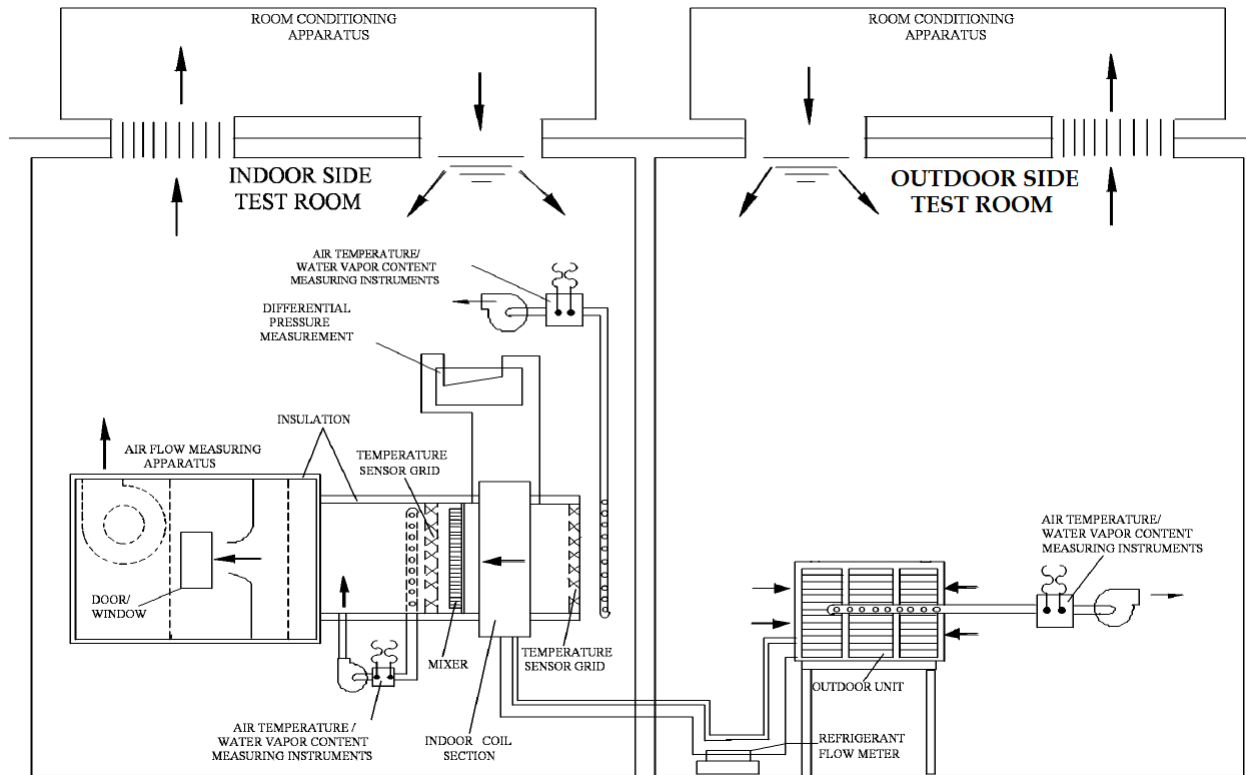 ROOM CONDITIONING
APPARATUS
ROOM CONDITIONING
APPARATUS
INDOOR SIDE
TEST ROOM
OUTDOOR SIDE
TEST ROOM
AIR TEMPERATURE/
WATER VAPOR CONTENT
MEASURING INSTRUMENTS
DIFFERENTIAL
PRESSURE
MEASUREMENT
INSULATION
AIR FLOW MEASURING
APPARATUS
TEMPERATURE
SENSOR GRID
AIR TEMPERATURE/
WATER VAPOR CONTENT
MEASURING INSTRUMENTS
DOOR/
WINDOW
MIXER
TEMPERATURE
SENSOR GRID
OUTDOOR UNIT
AIR TEMPERATURE /
WATER VAPOR CONTENT
MEASURING INSTRUMENTS
INDOOR COIL
SECTION
REFRIGERANT
FLOW METER